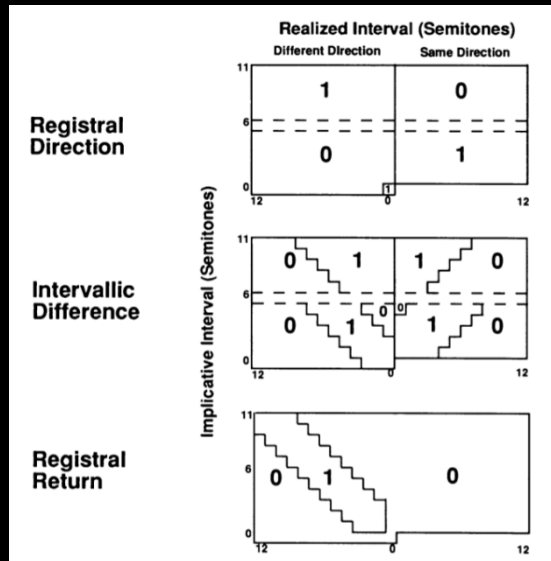 Realized Interval (Semitones)
Different Direction Same Direction
Registral
Direction
11
1 0
6
0 1
0
1
12 0 12
Implicative Interval (Semitones)
Intervallic
Difference
11
0 1 1 0
6
0 0
0 1 1 0
0
12 0 12
Registral
Return
11
6
0 1 0
0
12 0 12